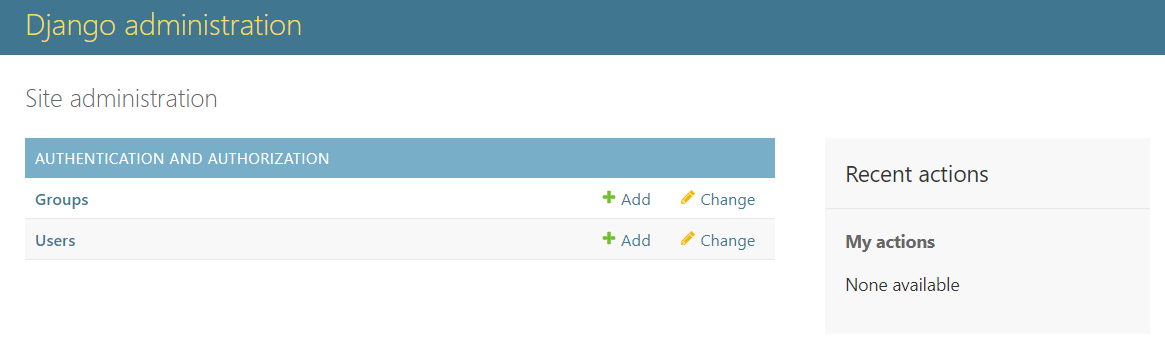 Django administration
Site administration
AUTHENTICATION AND AUTHORIZATION
Groups Add Change
Users Add Change
Recent actions
My actions
None available